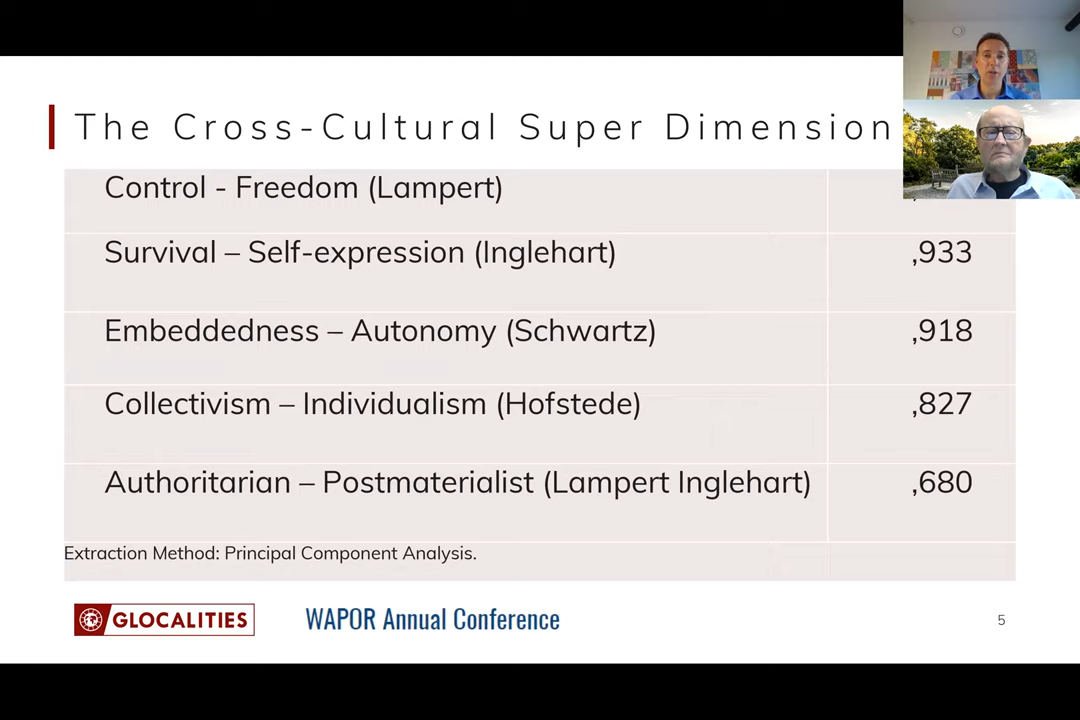 The Cross-Cultural Super Dimension
Control - Freedom (Lampert)
Survival – Self-expression (Inglehart) ,933
Embeddedness – Autonomy (Schwartz) ,918
Collectivism – Individualism (Hofstede) ,827
Authoritarian – Postmaterialist (Lampert Inglehart) ,680
Extraction Method: Principal Component Analysis.
GLOCALITIES WAPOR Annual Conference 5